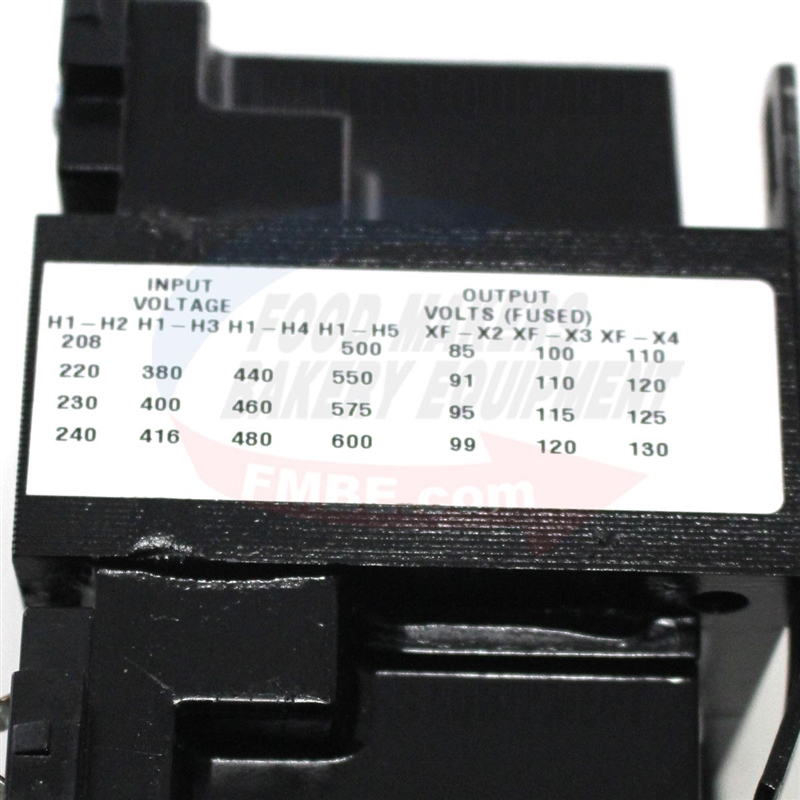 INPUT
VOLTAGE
OUTPUT
VOLTS (FUSED)
H1–H2 H1–H3 H1–H4 H1–H5 XF–X2 XF–X3 XF–X4
208 500 85 100 110
220 380 440 550 91 110 120
230 400 460 575 95 115 125
240 416 480 600 99 120 130
FOOD MAKERS
BAKERY EQUIPMENT
FMBE.com